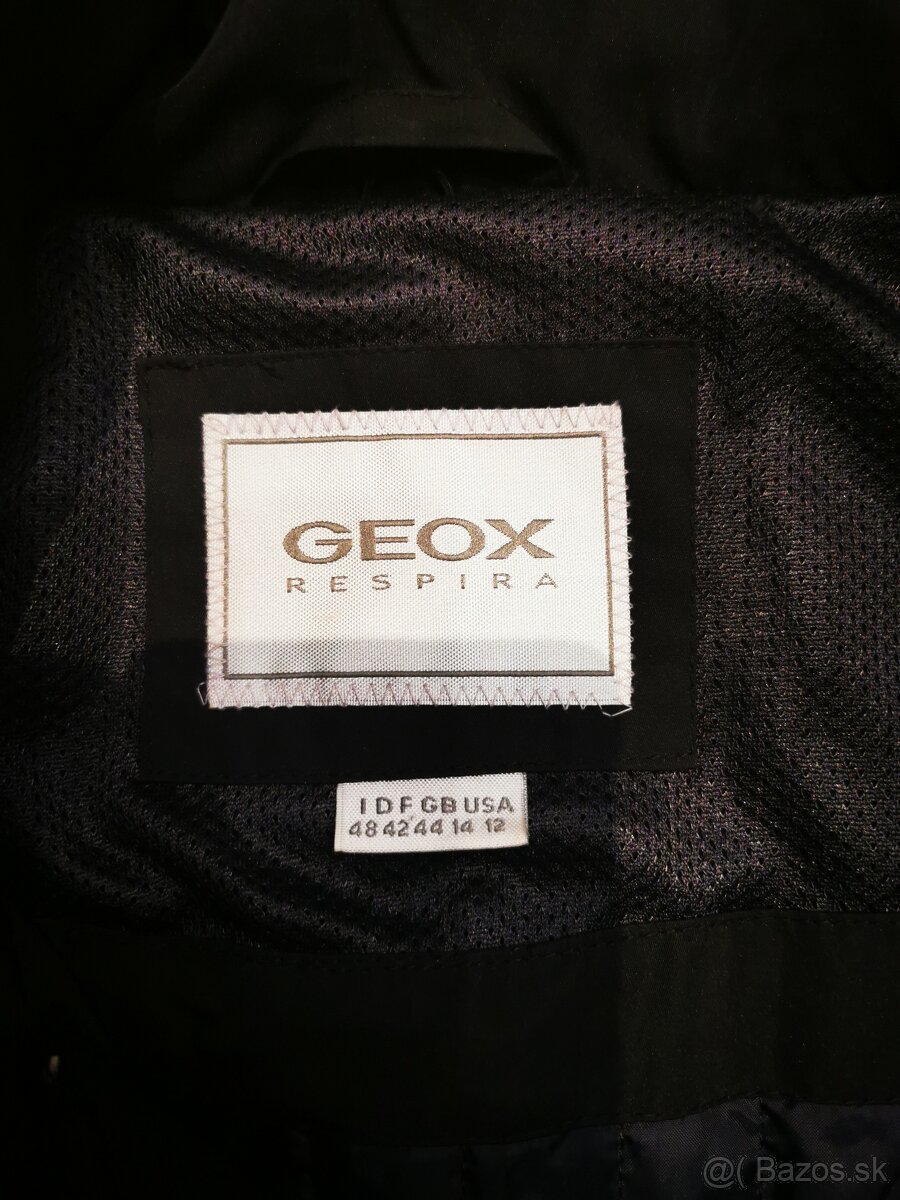 GEOX
RESPIRA
I D F GB USA
48 42 44 14 12
@( Bazos.sk